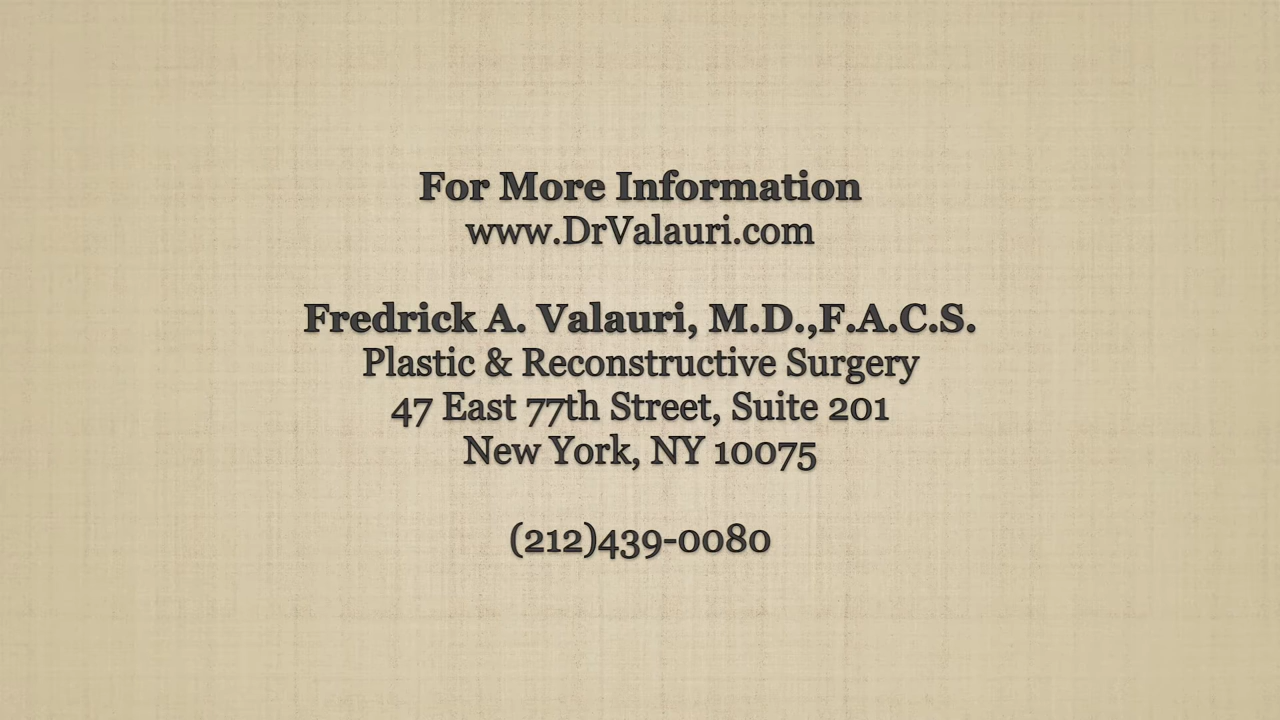 For More Information
www.DrValauri.com
Fredrick A. Valauri, M.D.,F.A.C.S.
Plastic & Reconstructive Surgery
47 East 77th Street, Suite 201
New York, NY 10075
(212)439-0080